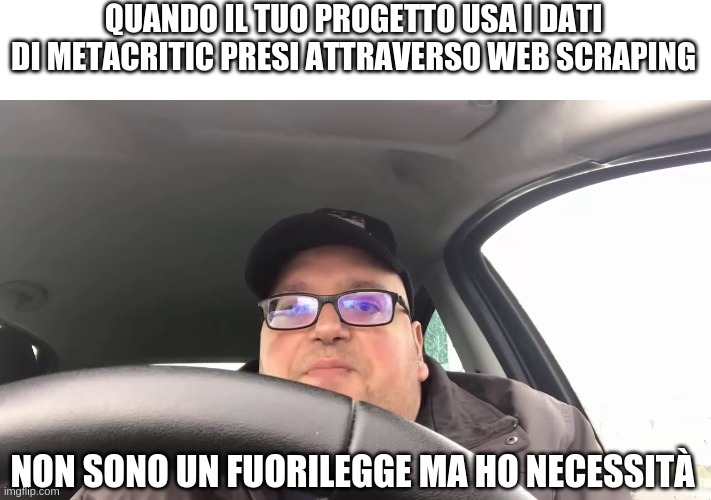 QUANDO IL TUO PROGETTO USA I DATI
DI METACRITIC PRESI ATTRAVERSO WEB SCRAPING
NON SONO UN FUORILEGGE MA HO NECESSITÀ
imgflip.com